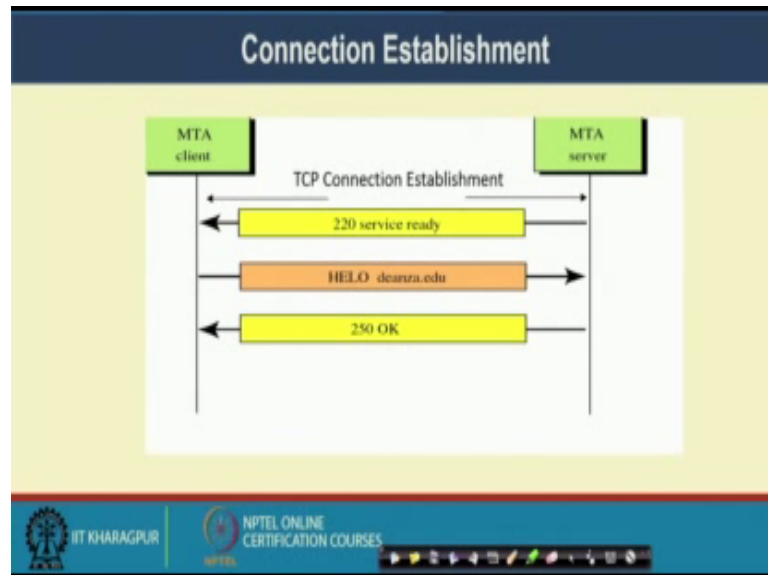 Connection Establishment
MTA
client
MTA
server
TCP Connection Establishment
220 service ready
HELO deanza.edu
250 OK
IIT KHARAGPUR
NPTEL
NPTEL ONLINE
CERTIFICATION COURSES